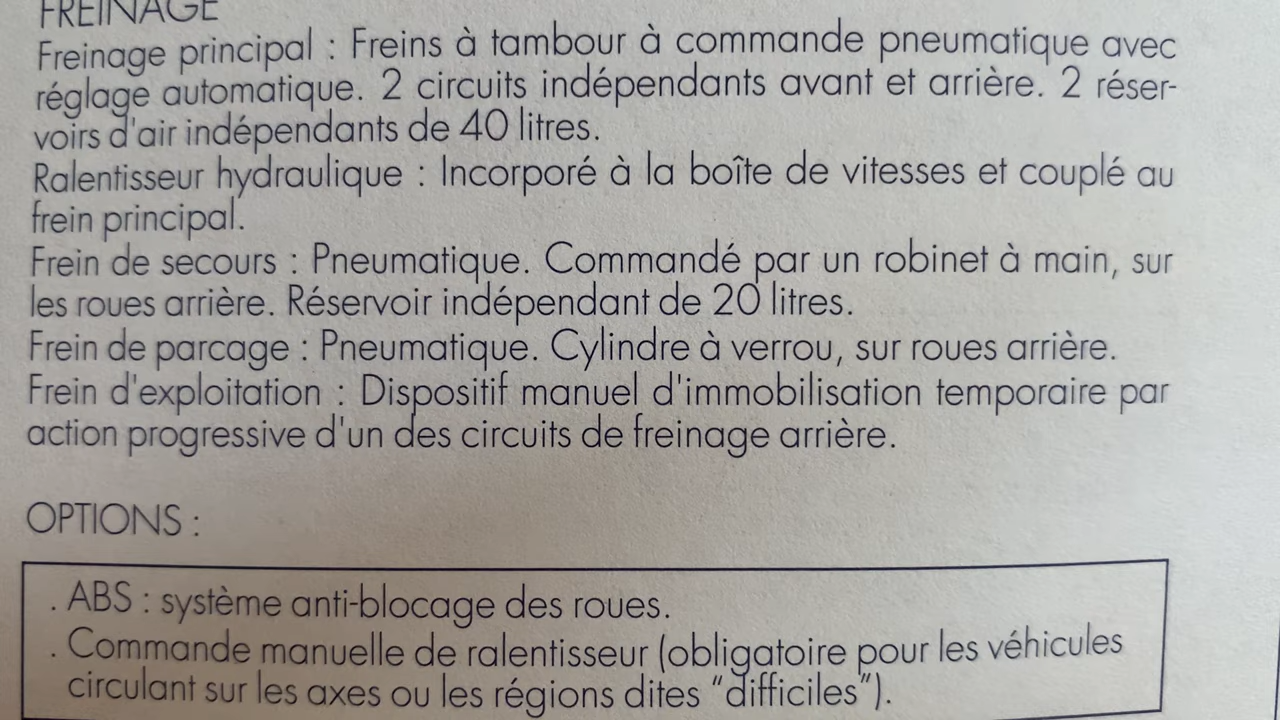 FREINAGE
Freinage principal : Freins à tambour à commande pneumatique avec
réglage automatique. 2 circuits indépendants avant et arrière. 2 réser-
voirs d'air indépendants de 40 litres.
Ralentisseur hydraulique : Incorporé à la boîte de vitesses et couplé au
frein principal.
Frein de secours : Pneumatique. Commandé par un robinet à main, sur
les roues arrière. Réservoir indépendant de 20 litres.
Frein de parcage : Pneumatique. Cylindre à verrou, sur roues arrière.
Frein d'exploitation : Dispositif manuel d'immobilisation temporaire par
action progressive d'un des circuits de freinage arrière.
OPTIONS :
. ABS : système anti-blocage des roues.
. Commande manuelle de ralentisseur (obligatoire pour les véhicules
circulant sur les axes ou les régions dites "difficiles").